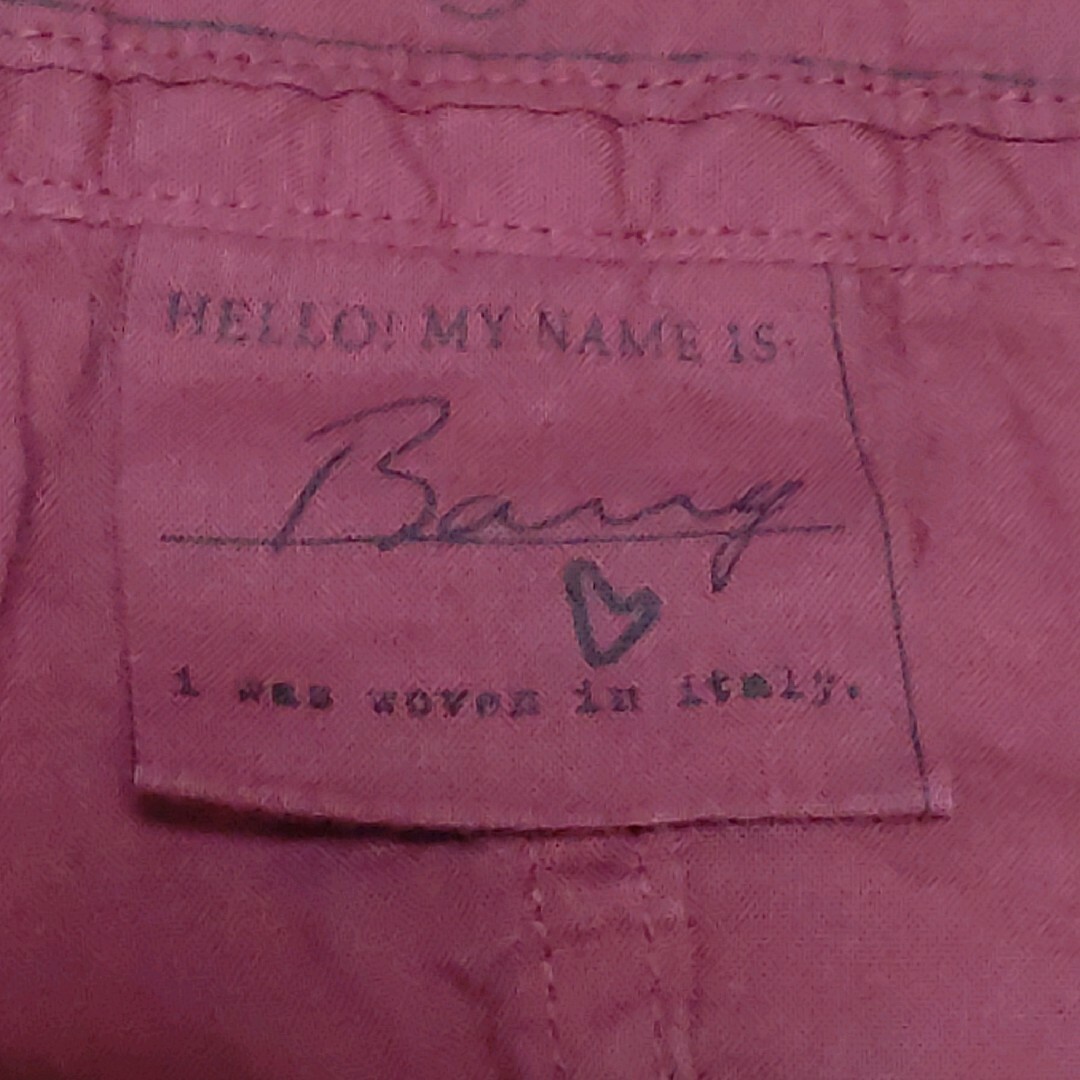 HELLO! MY NAME IS:
Barry
i was woven in italy.